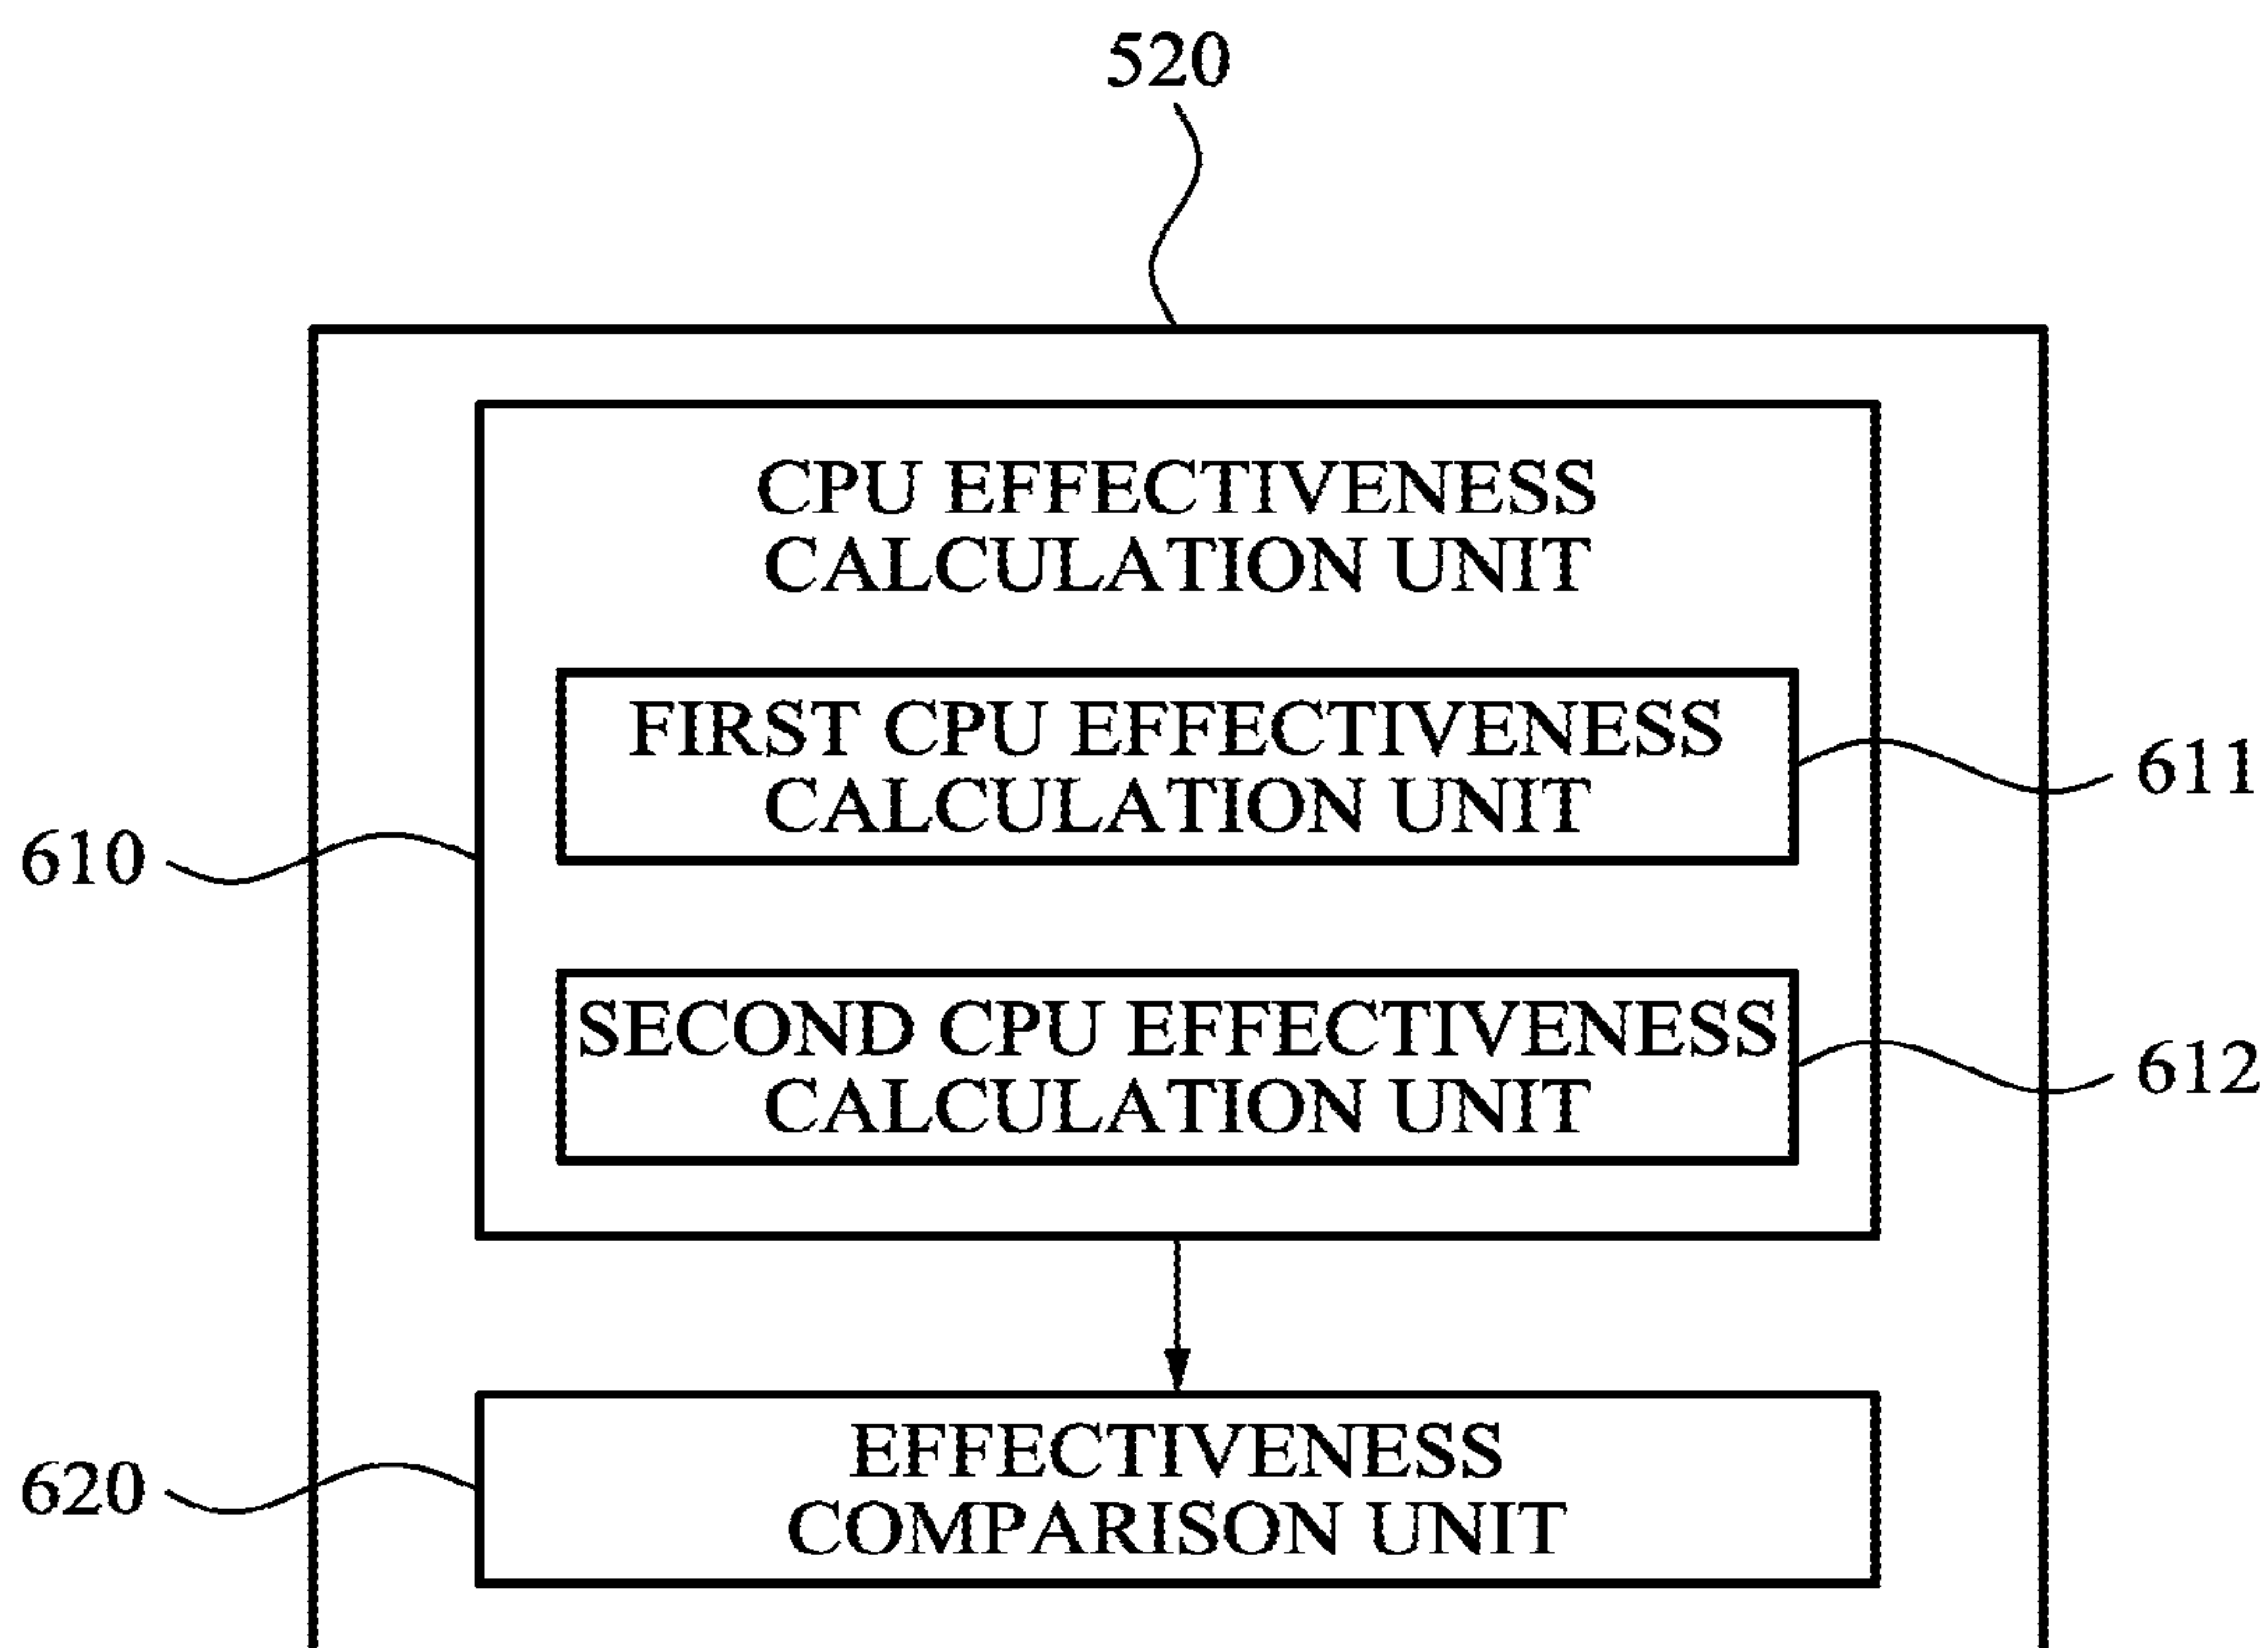 520
CPU EFFECTIVENESS
CALCULATION UNIT
FIRST CPU EFFECTIVENESS
CALCULATION UNIT
611
610
SECOND CPU EFFECTIVENESS
CALCULATION UNIT
612
EFFECTIVENESS
COMPARISON UNIT
620